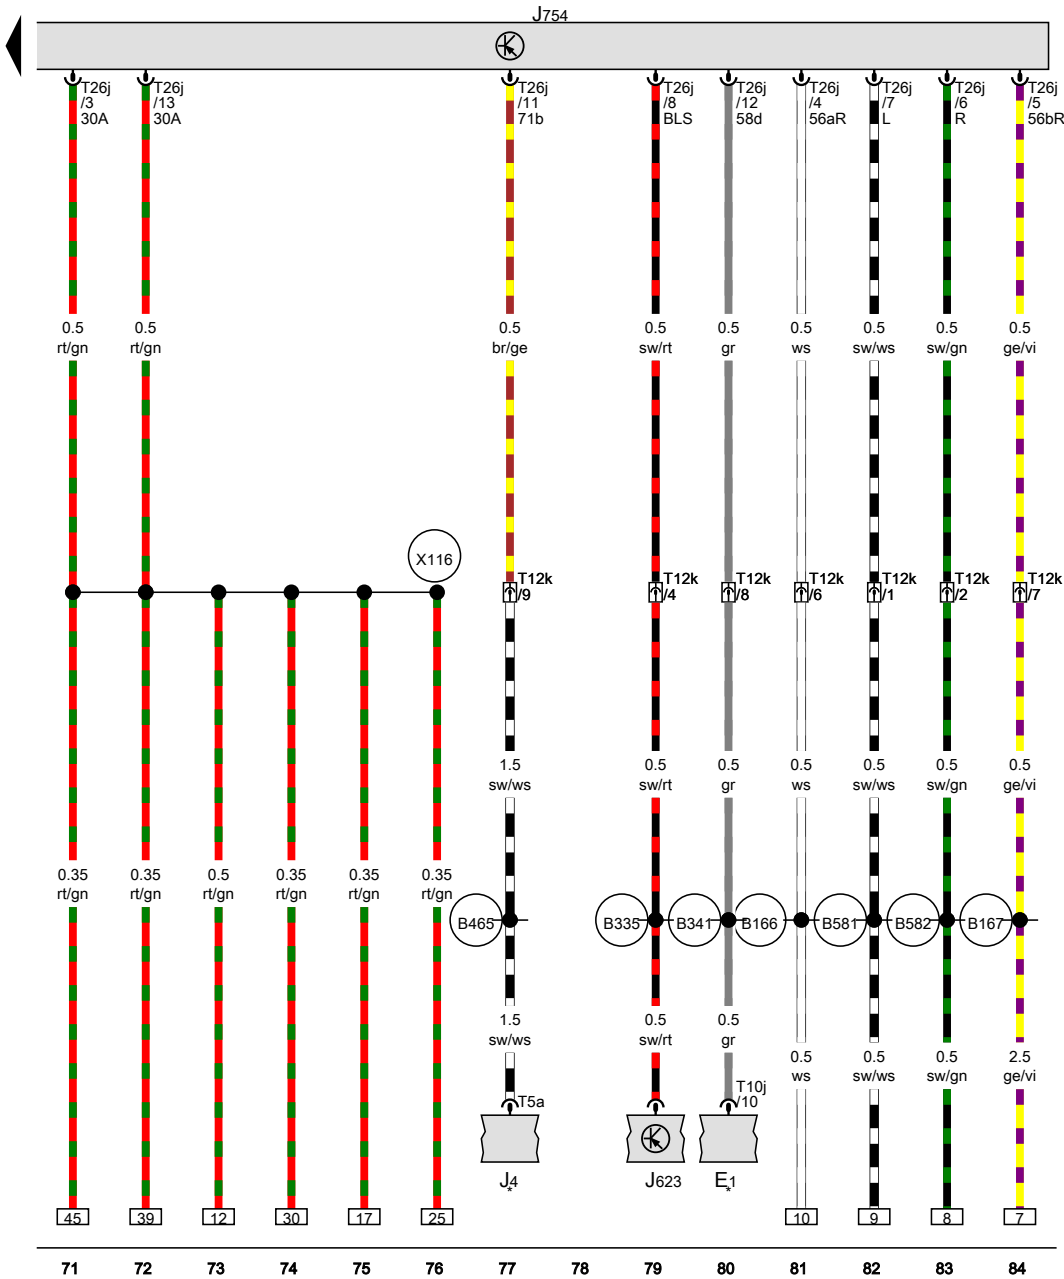 J754
T26j
/3
30A
T26j
/13
30A
T26j
/11
71b
T26j
/8
BLS
T26j
/12
58d
T26j
/4
56aR
T26j
/7
L
T26j
/6
R
T26j
/5
56bR
0.5
rt/gn
0.5
rt/gn
0.5
br/ge
0.5
sw/rt
0.5
gr
0.5
ws
0.5
sw/ws
0.5
sw/gn
0.5
ge/vi
X116
T12k
/9
T12k
/4
T12k
/8
T12k
/6
T12k
/1
T12k
/2
T12k
/7
1.5
sw/ws
0.5
sw/rt
0.5
gr
0.5
ws
0.5
sw/ws
0.5
sw/gn
0.5
ge/vi
0.35
rt/gn
0.35
rt/gn
0.5
rt/gn
0.35
rt/gn
0.35
rt/gn
0.35
rt/gn
B465
B335
B341
B166
B581
B582
B167
1.5
sw/ws
0.5
sw/rt
0.5
gr
0.5
ws
0.5
sw/ws
0.5
sw/gn
2.5
ge/vi
T5a
T10j
/10
J4
*
J623
E1
*
45 39 12 30 17 25 10 9 8 7
71 72 73 74 75 76 77 78 79 80 81 82 83 84